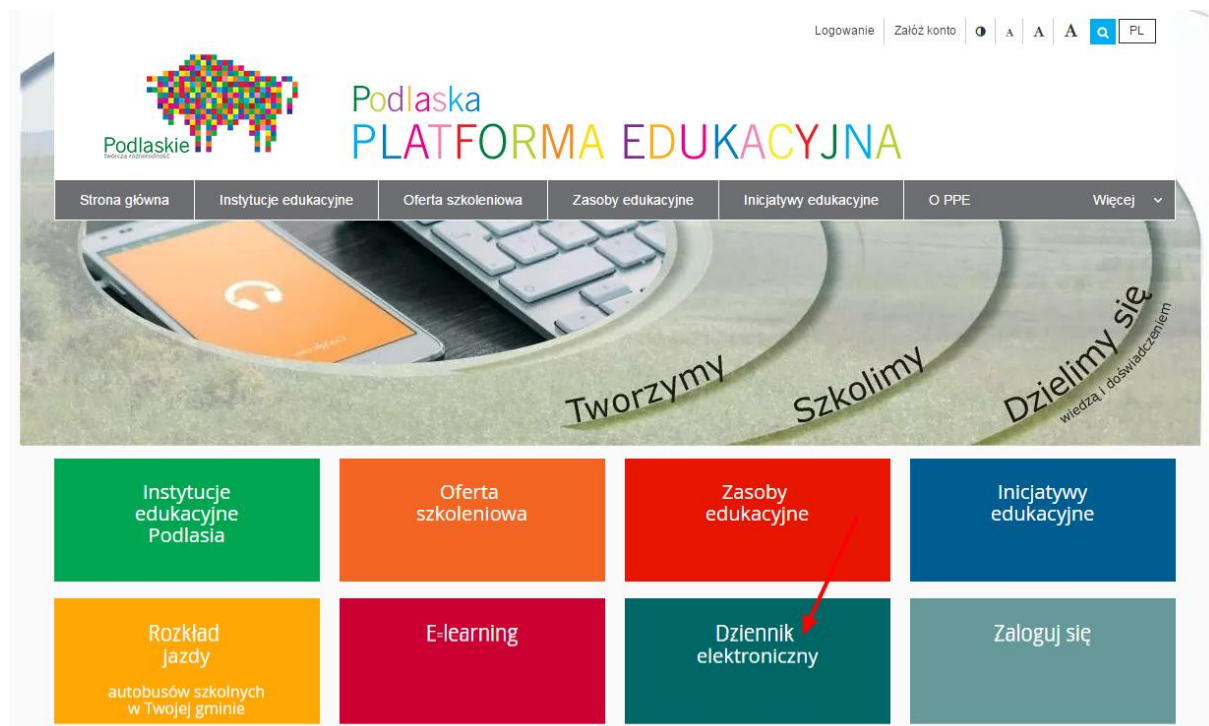 Logowanie Załóż konto A A A PL
Podlaskie
twórcza różnorodność
Podlaska
PLATFORMA EDUKACYJNA
Strona główna Instytucje edukacyjne Oferta szkoleniowa Zasoby edukacyjne Inicjatywy edukacyjne O PPE Więcej
Tworzymy
Szkolimy
Dzielimy się
wiedzą i doświadczeniem
Instytucje
edukacyjne
Podlasia
Oferta
szkoleniowa
Zasoby
edukacyjne
Inicjatywy
edukacyjne
Rozkład
jazdy
autobusów szkolnych
w Twojej gminie
E-learning
Dziennik
elektroniczny
Zaloguj się